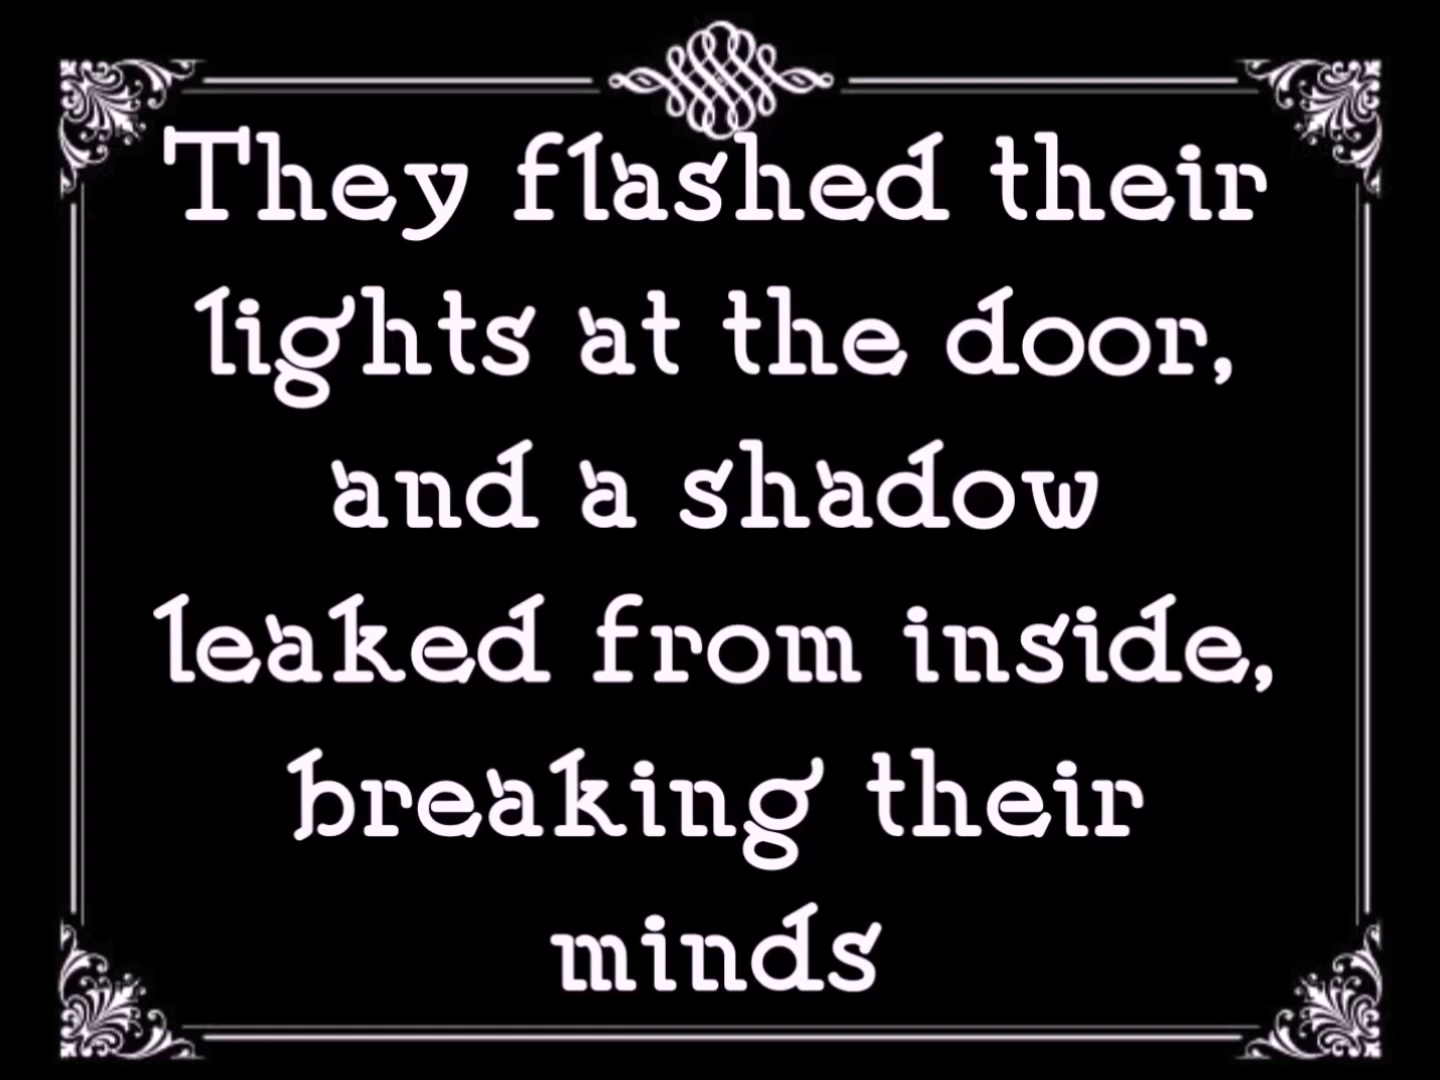 They flashed their
lights at the door,
and a shadow
leaked from inside,
breaking their
minds